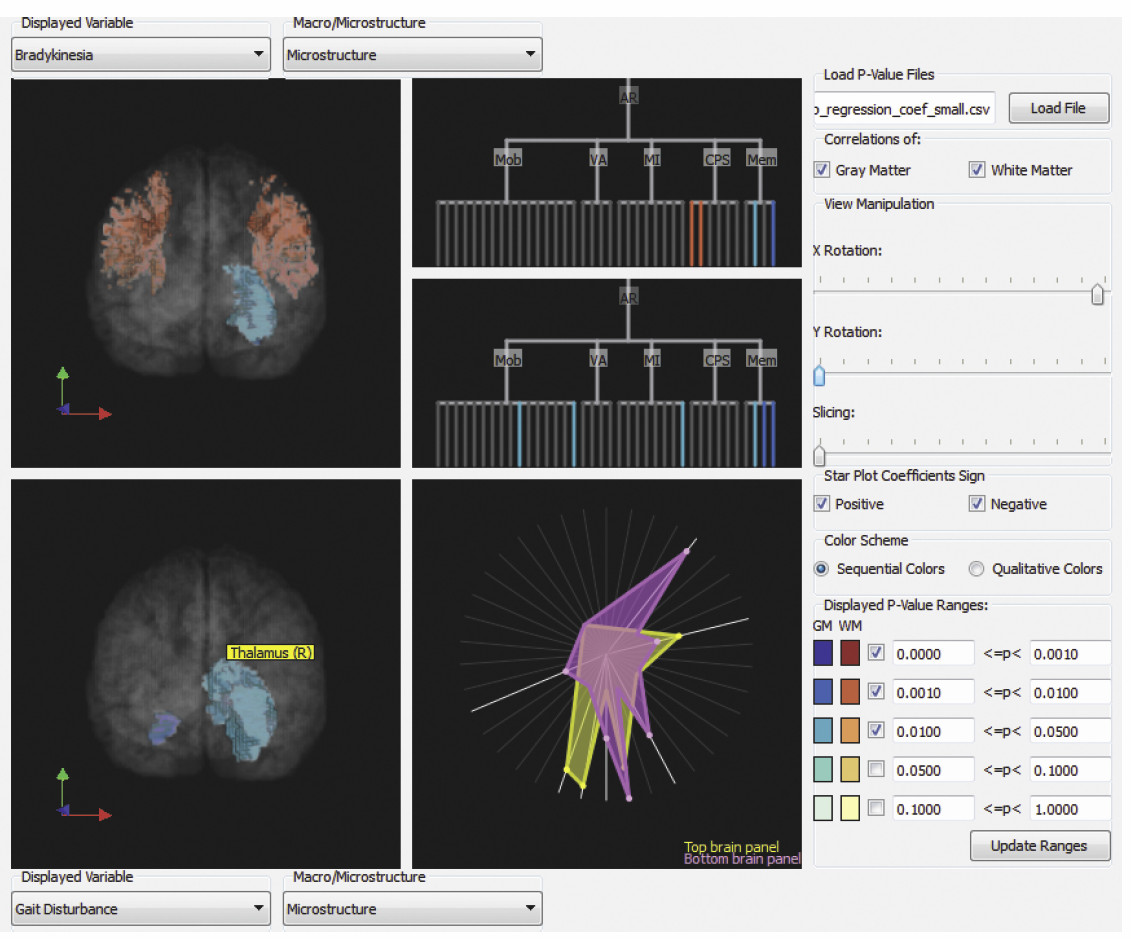 Displayed Variable
Macro/Microstructure
Bradykinesia
Microstructure
AR
Mob VA MI CPS Mem
AR
Mob VA MI CPS Mem
Thalamus (R)
Top brain panel
Bottom brain panel
Displayed Variable
Macro/Microstructure
Gait Disturbance
Microstructure
Load P-Value Files
_regression_coef_small.csv
Load File
Correlations of:
Gray Matter
White Matter
View Manipulation
X Rotation:
Y Rotation:
Slicing:
Star Plot Coefficients Sign
Positive
Negative
Color Scheme
Sequential Colors
Qualitative Colors
Displayed P-Value Ranges:
GM WM
0.0000 <=p< 0.0010
0.0010 <=p< 0.0100
0.0100 <=p< 0.0500
0.0500 <=p< 0.1000
0.1000 <=p< 1.0000
Update Ranges